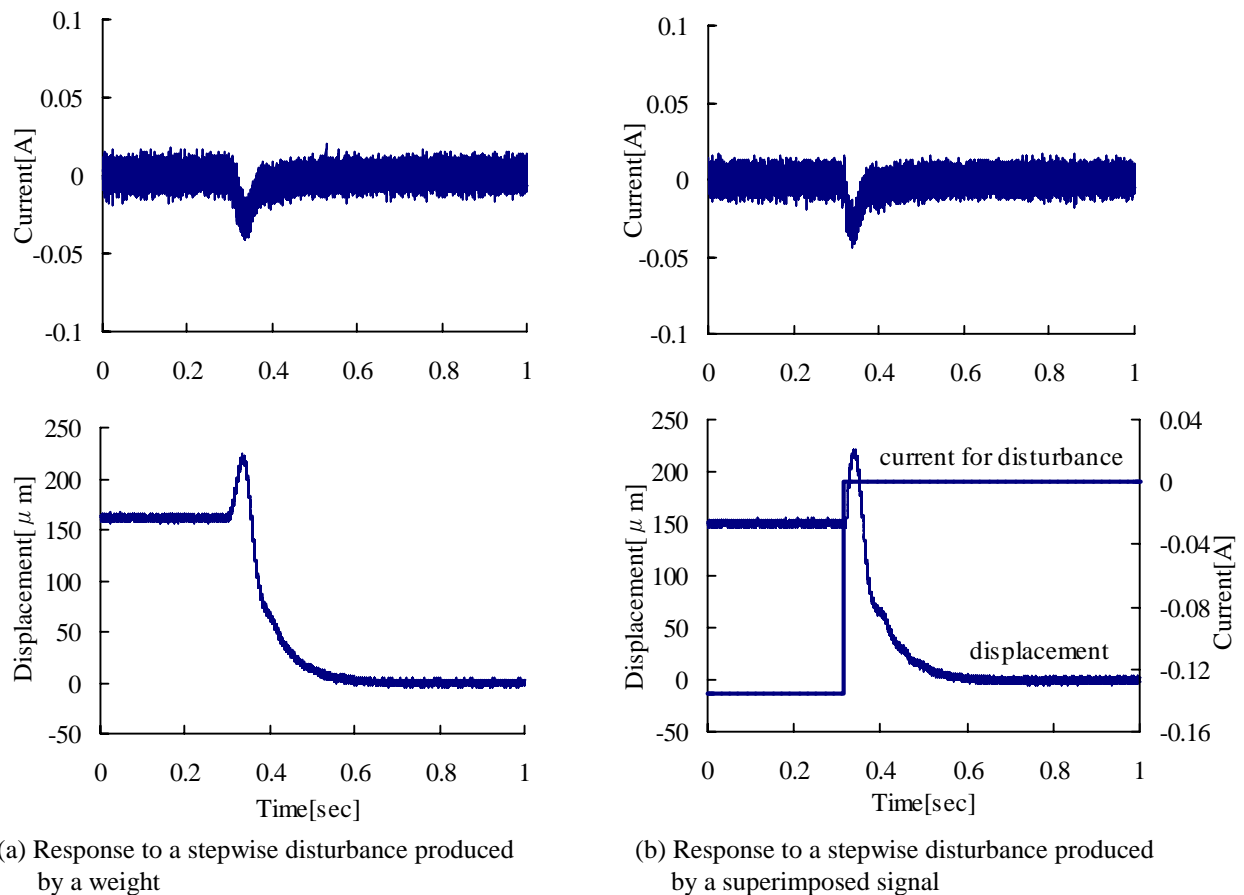 0.1
0.05
0
-0.05
-0.1
Current[A]
0 0.2 0.4 0.6 0.8 1
250
200
150
100
50
0
-50
Displacement[μm]
0 0.2 0.4 0.6 0.8 1
Time[sec]
(a) Response to a stepwise disturbance produced
by a weight
0.1
0.05
0
-0.05
-0.1
Current[A]
0 0.2 0.4 0.6 0.8 1
250
200
150
100
50
0
-50
Displacement[μm]
current for disturbance
displacement
0.04
0
-0.04
-0.08
-0.12
-0.16
Current[A]
0 0.2 0.4 0.6 0.8 1
Time[sec]
(b) Response to a stepwise disturbance produced
by a superimposed signal